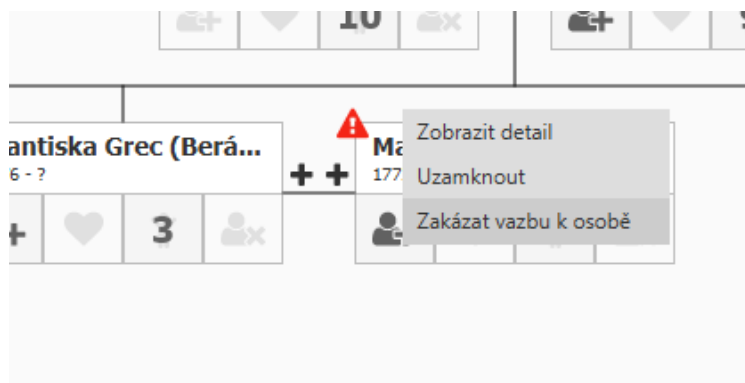 10
antiska Grec (Berá...
6 - ?
3
Ma
177
Zobrazit detail
Uzamknout
Zakázat vazbu k osobě